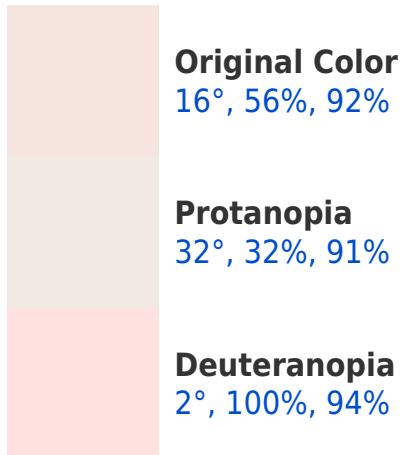 Original Color
16°, 56%, 92%
Protanopia
32°, 32%, 91%
Deuteranopia
2°, 100%, 94%